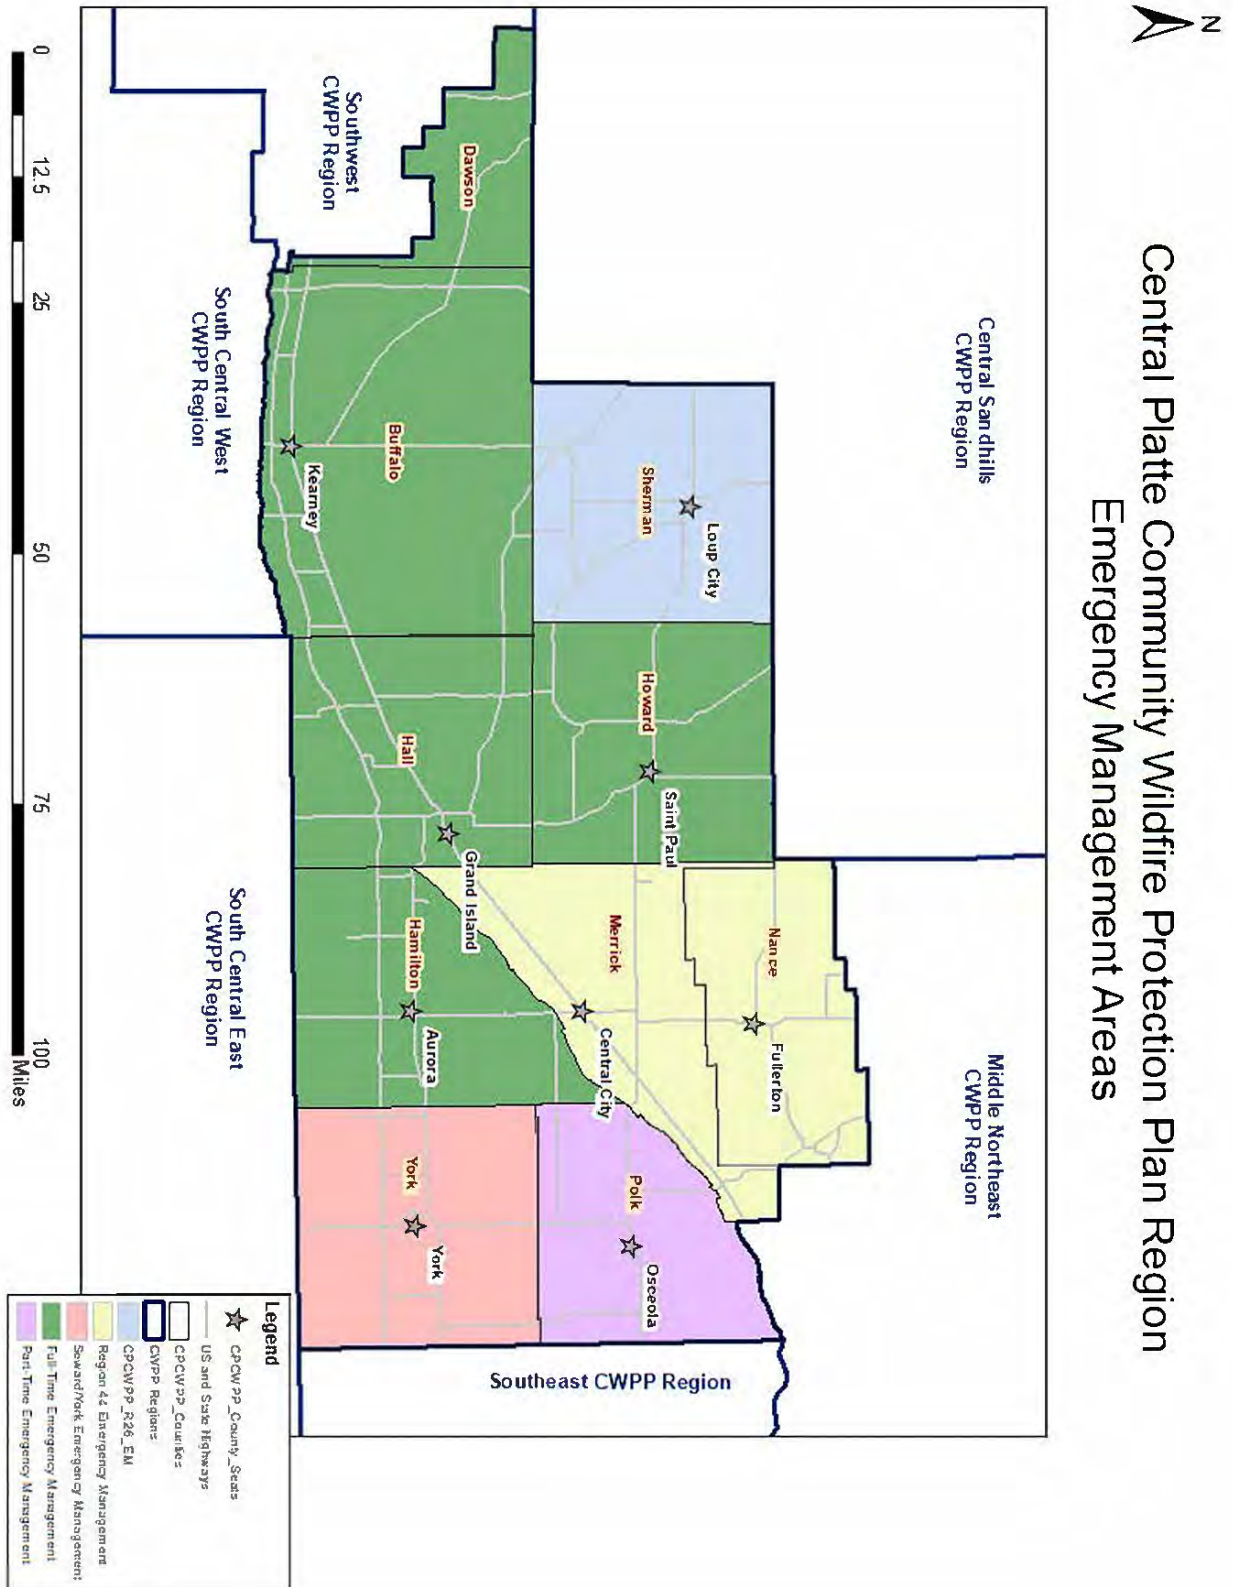 Central Platte Community Wildfire Protection Plan Region
Emergency Management Areas
N
Central Sandhills
CWPP Region
Middle Northeast
CWPP Region
Nance
Fullerton
Loup City
Sherman
Howard
Saint Paul
Merrick
Central City
Polk
Osceola
Southeast CWPP Region
Southwest
CWPP Region
Dawson
Buffalo
Kearney
Hall
Grand Island
Hamilton
Aurora
York
York
South Central West
CWPP Region
South Central East
CWPP Region
0
12.5
25
50
75
100
Miles
Legend
CPCWPP_County_Seats
US and State Highways
CPCWPP_Counties
CWPP Regions
CPCWPP_R26_EM
Region 44 Emergency Management
Seward/York Emergency Management
Full-Time Emergency Management
Part-Time Emergency Management